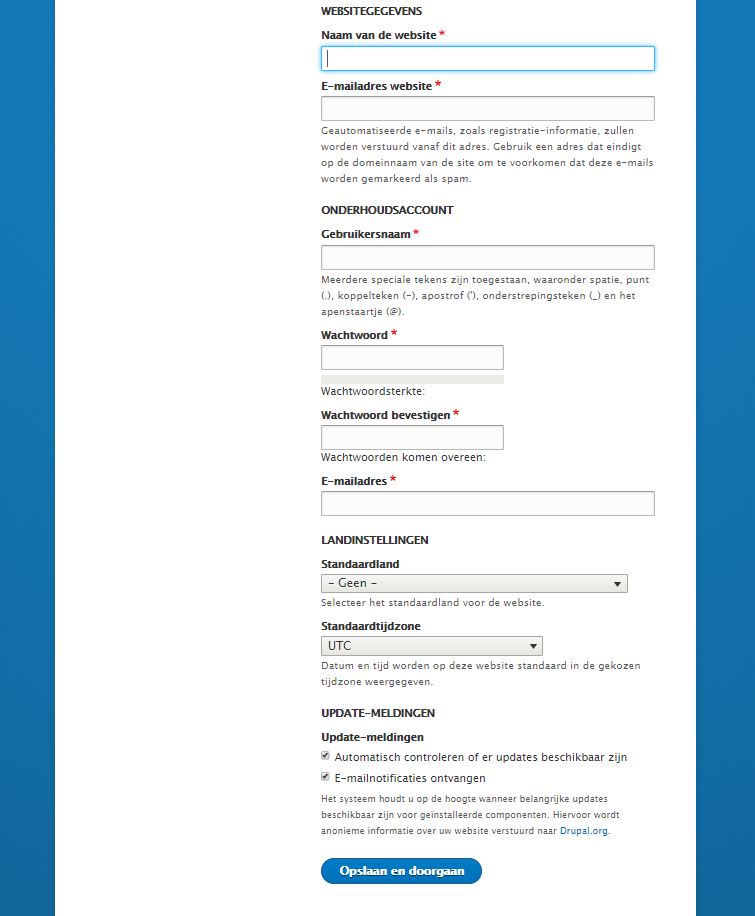 WEBSITEGEGEVENS
Naam van de website *
E-mailadres website *
Geautomatiseerde e-mails, zoals registratie-informatie, zullen
worden verstuurd vanaf dit adres. Gebruik een adres dat eindigt
op de domeinnaam van de site om te voorkomen dat deze e-mails
worden gemarkeerd als spam.
ONDERHOUDSACCOUNT
Gebruikersnaam *
Meerdere speciale tekens zijn toegestaan, waaronder spatie, punt
(.), koppelteken (-), apostrof ('), onderstrepingsteken (_) en het
apenstaartje (@).
Wachtwoord *
Wachtwoordsterkte:
Wachtwoord bevestigen *
Wachtwoorden komen overeen:
E-mailadres *
LANDINSTELLINGEN
Standaardland
- Geen -
Selecteer het standaardland voor de website.
Standaardtijdzone
UTC
Datum en tijd worden op deze website standaard in de gekozen
tijdzone weergegeven.
UPDATE-MELDINGEN
Update-meldingen
Automatisch controleren of er updates beschikbaar zijn
E-mailnotificaties ontvangen
Het systeem houdt u op de hoogte wanneer belangrijke updates
beschikbaar zijn voor geïnstalleerde componenten. Hiervoor wordt
anonieme informatie over uw website verstuurd naar Drupal.org.
Opslaan en doorgaan